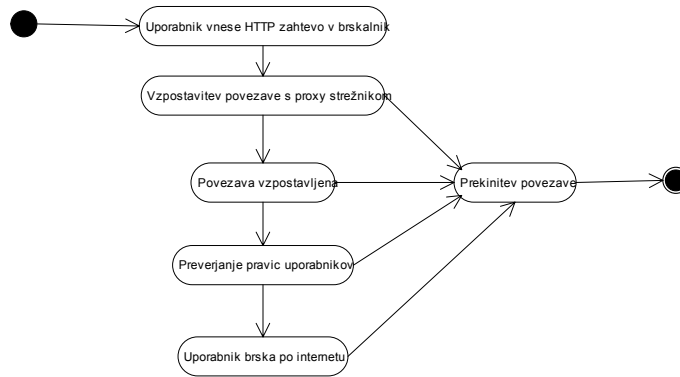 Uporabnik vnese HTTP zahtevo v brskalnik
Vzpostavitev povezave s proxy strežnikom
Povezava vzpostavljena
Prekinitev povezave
Preverjanje pravic uporabnikov
Uporabnik brska po internetu